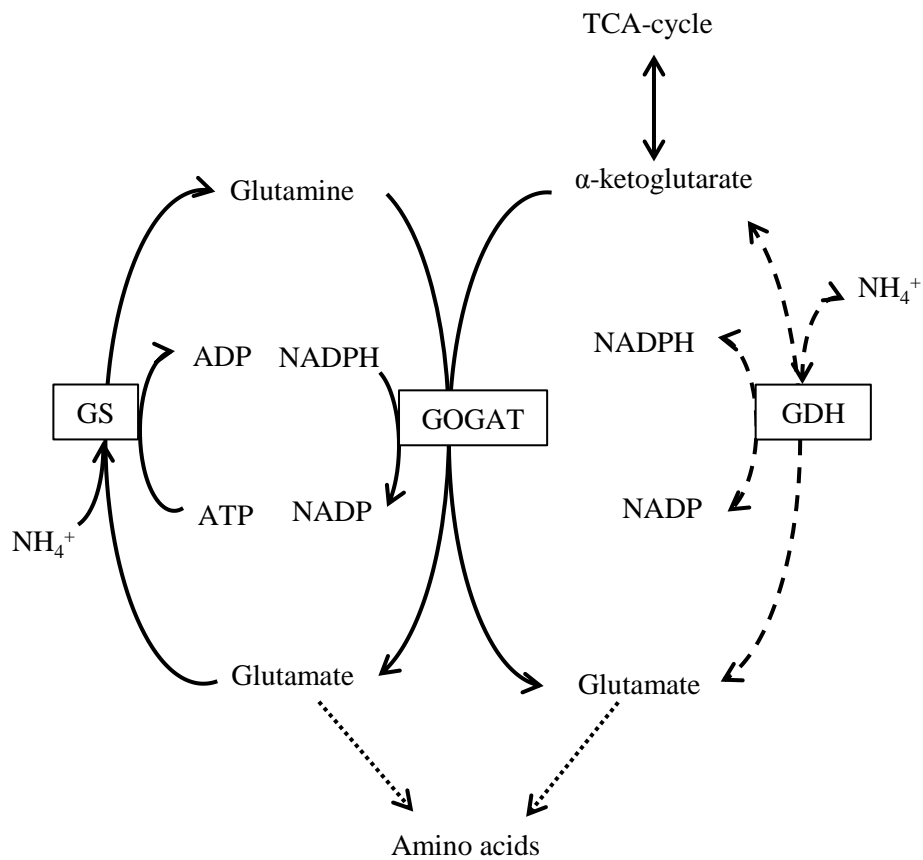 TCA-cycle
Glutamine
α-ketoglutarate
NH₄⁺
ADP
NADPH
NADPH
GS
GOGAT
GDH
ATP
NADP
NADP
NH₄⁺
Glutamate
Glutamate
Amino acids